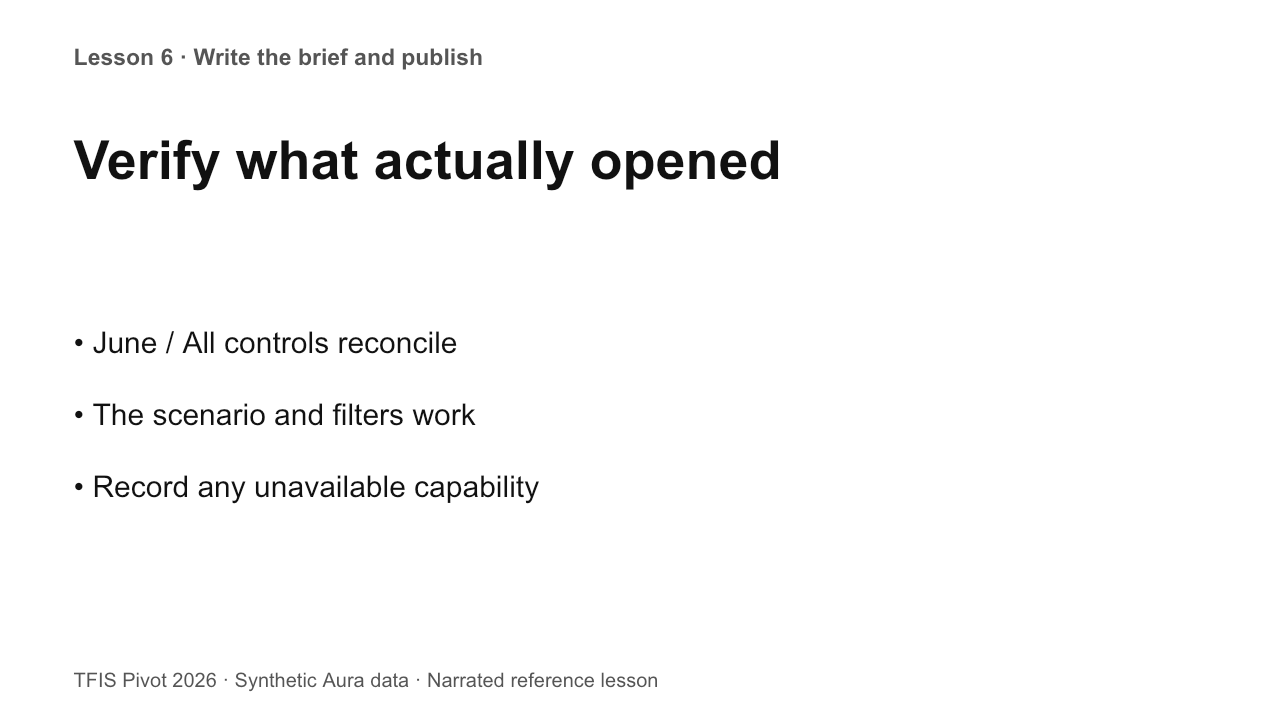 Lesson 6 · Write the brief and publish
Verify what actually opened
• June / All controls reconcile
• The scenario and filters work
• Record any unavailable capability
TFIS Pivot 2026 · Synthetic Aura data · Narrated reference lesson